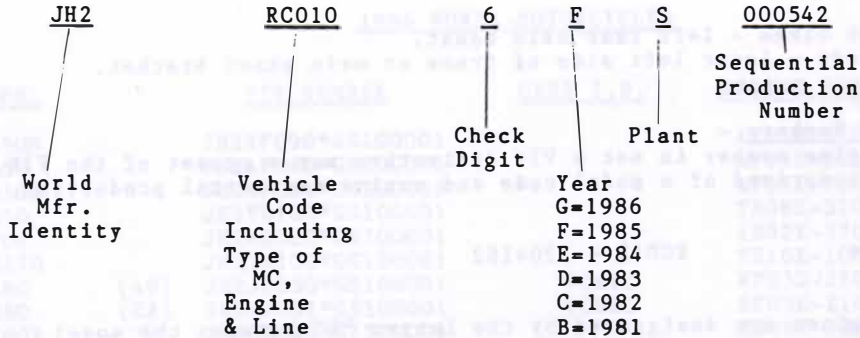 JH2 RC010 6 F S 000542
Sequential
Production
Number
Check Plant
Digit
World Vehicle Year
Mfr. Code G=1986
Identity Including F=1985
Type of E=1984
MC, D=1983
Engine C=1982
& Line B=1981